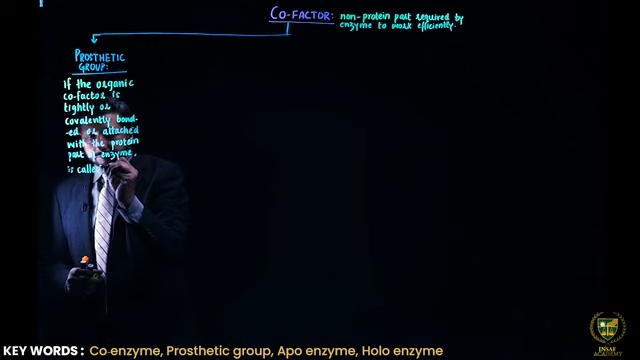 CO-FACTOR: non-protein part required by
enzyme to work efficiently.
PROSTHETIC
GROUP:
if the organic
co-factor is
tightly or
covalently bond-
-ed or attached
with the protein
part of enzyme,
is called
KEY WORDS : Co-enzyme, Prosthetic group, Apo enzyme, Holo enzyme
INSAF
ACADEMY